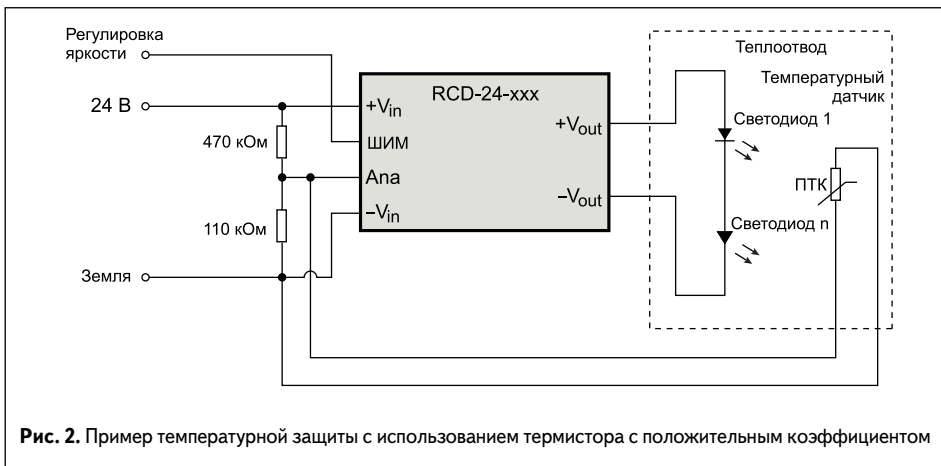 Регулировка
яркости
24 В
470 кОм
110 кОм
Земля
RCD-24-xxx
+Vin
ШИМ
Ana
–Vin
+Vout
–Vout
Теплоотвод
Температурный
датчик
Светодиод 1
ПТК
Светодиод n
Рис. 2. Пример температурной защиты с использованием термистора с положительным коэффициентом